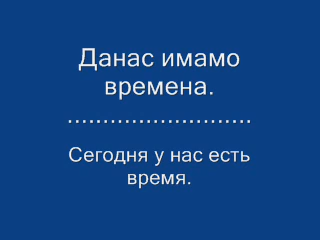 Данас имамо
времена.
..........................
Сегодня у нас есть
время.